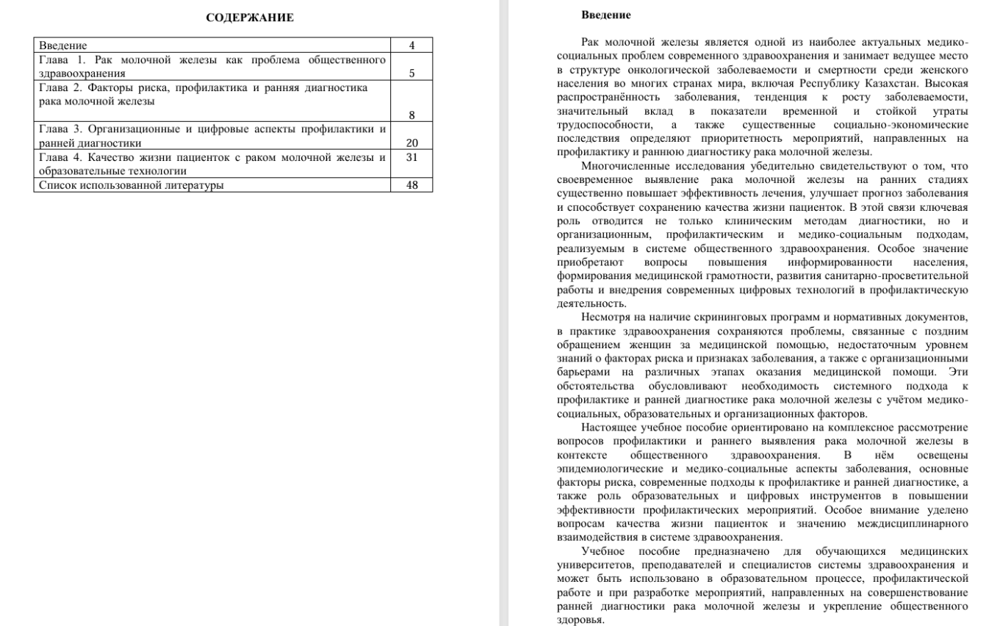 СОДЕРЖАНИЕ
Введение 4
Глава 1. Рак молочной железы как проблема общественного
здравоохранения 5
Глава 2. Факторы риска, профилактика и ранняя диагностика
рака молочной железы
8
Глава 3. Организационные и цифровые аспекты профилактики и
ранней диагностики 20
Глава 4. Качество жизни пациенток с раком молочной железы и 31
образовательные технологии
Список использованной литературы 48
Введение
Рак молочной железы является одной из наиболее актуальных медико-
социальных проблем современного здравоохранения и занимает ведущее место
в структуре онкологической заболеваемости и смертности среди женского
населения во многих странах мира, включая Республику Казахстан. Высокая
распространённость заболевания, тенденция к росту заболеваемости,
значительный вклад в показатели временной и стойкой утраты
трудоспособности, а также существенные социально-экономические
последствия определяют приоритетность мероприятий, направленных на
профилактику и раннюю диагностику рака молочной железы.
Многочисленные исследования убедительно свидетельствуют о том, что
своевременное выявление рака молочной железы на ранних стадиях
существенно повышает эффективность лечения, улучшает прогноз заболевания
и способствует сохранению качества жизни пациенток. В этой связи ключевая
роль отводится не только клиническим методам диагностики, но и
организационным, профилактическим и медико-социальным подходам,
реализуемым в системе общественного здравоохранения. Особое значение
приобретают вопросы повышения информированности населения,
формирования медицинской грамотности, развития санитарно-просветительной
работы и внедрения современных цифровых технологий в профилактическую
деятельность.
Несмотря на наличие скрининговых программ и нормативных документов,
в практике здравоохранения сохраняются проблемы, связанные с поздним
обращением женщин за медицинской помощью, недостаточным уровнем
знаний о факторах риска и признаках заболевания, а также с организационными
барьерами на различных этапах оказания медицинской помощи. Эти
обстоятельства обусловливают необходимость системного подхода к
профилактике и ранней диагностике рака молочной железы с учётом медико-
социальных, образовательных и организационных факторов.
Настоящее учебное пособие ориентировано на комплексное рассмотрение
вопросов профилактики и раннего выявления рака молочной железы в
контексте общественного здравоохранения. В нём освещены
эпидемиологические и медико-социальные аспекты заболевания, основные
факторы риска, современные подходы к профилактике и ранней диагностике, а
также роль образовательных и цифровых инструментов в повышении
эффективности профилактических мероприятий. Особое внимание уделено
вопросам качества жизни пациенток и значению междисциплинарного
взаимодействия в системе здравоохранения.
Учебное пособие предназначено для обучающихся медицинских
университетов, преподавателей и специалистов системы здравоохранения и
может быть использовано в образовательном процессе, профилактической
работе и при разработке мероприятий, направленных на совершенствование
ранней диагностики рака молочной железы и укрепление общественного
здоровья.